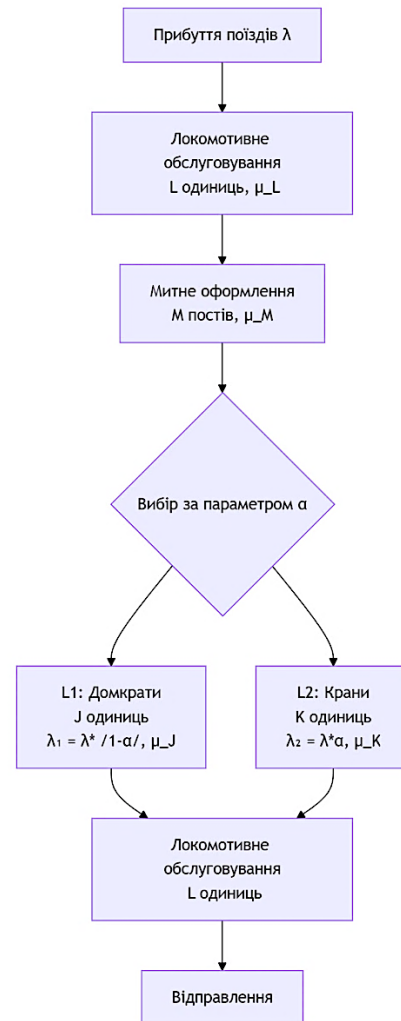 Прибуття поїздів λ
Локомотивне
обслуговування
L одиниць, μ_L
Митне оформлення
M постів, μ_M
Вибір за параметром α
L1: Домкрати
J одиниць
λ₁ = λ* /1-α/, μ_J
L2: Крани
K одиниць
λ₂ = λ*α, μ_K
Локомотивне
обслуговування
L одиниць
Відправлення